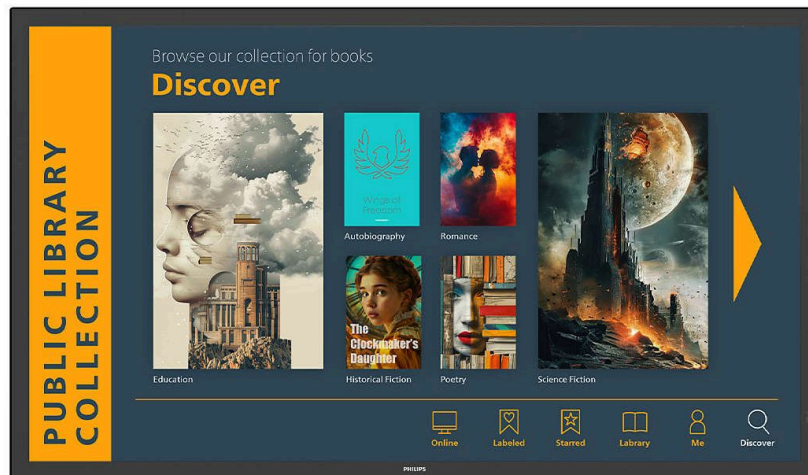 PUBLIC LIBRARY
COLLECTION
Browse our collection for books
Discover
Wings of
Freedom
Autobiography
Romance
The
Clockmaker's
Daughter
Education
Historical Fiction
Poetry
Science Fiction
Online
Labeled
Starred
Larary
Me
Discover
PHILIPS